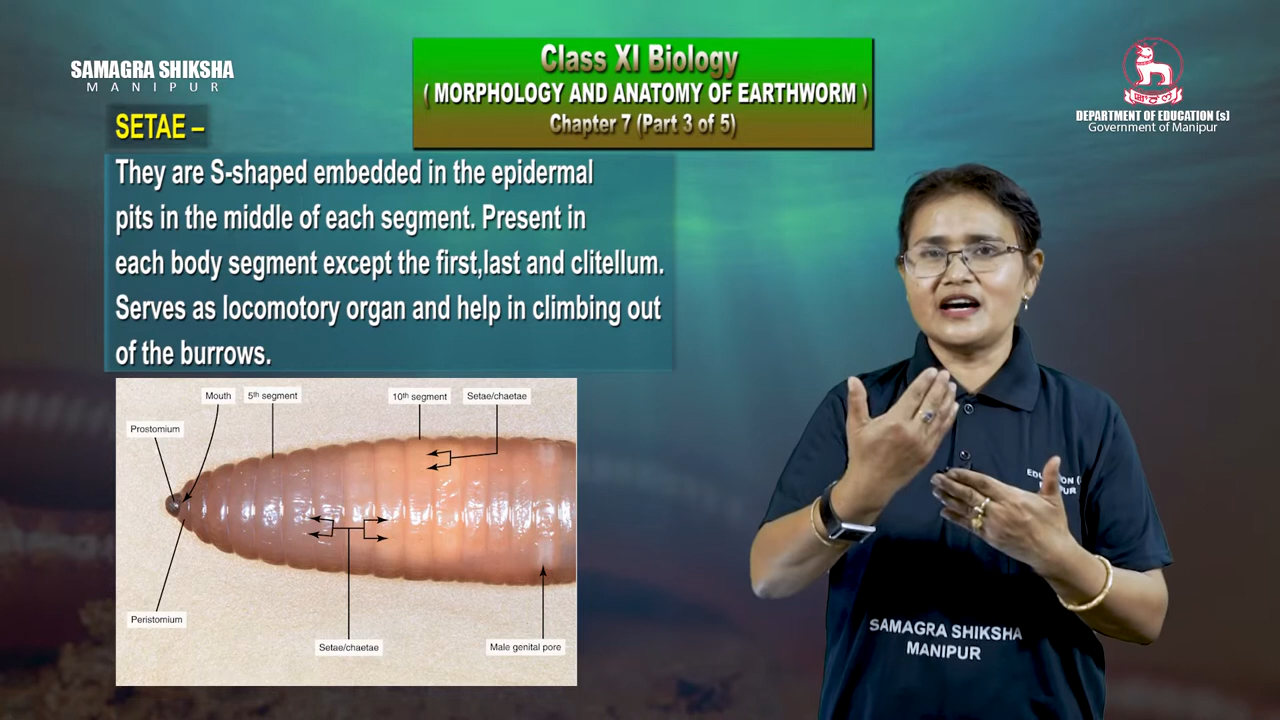 SAMAGRA SHIKSHA
MANIPUR
Class XI Biology
( MORPHOLOGY AND ANATOMY OF EARTHWORM )
Chapter 7 (Part 3 of 5)
DEPARTMENT OF EDUCATION (s)
Government of Manipur
SETAE –
They are S-shaped embedded in the epidermal
pits in the middle of each segment. Present in
each body segment except the first,last and clitellum.
Serves as locomotory organ and help in climbing out
of the burrows.
Mouth
5th segment
10th segment
Setae/chaetae
Prostomium
Peristomium
Setae/chaetae
Male genital pore
SAMAGRA SHIKSHA
MANIPUR